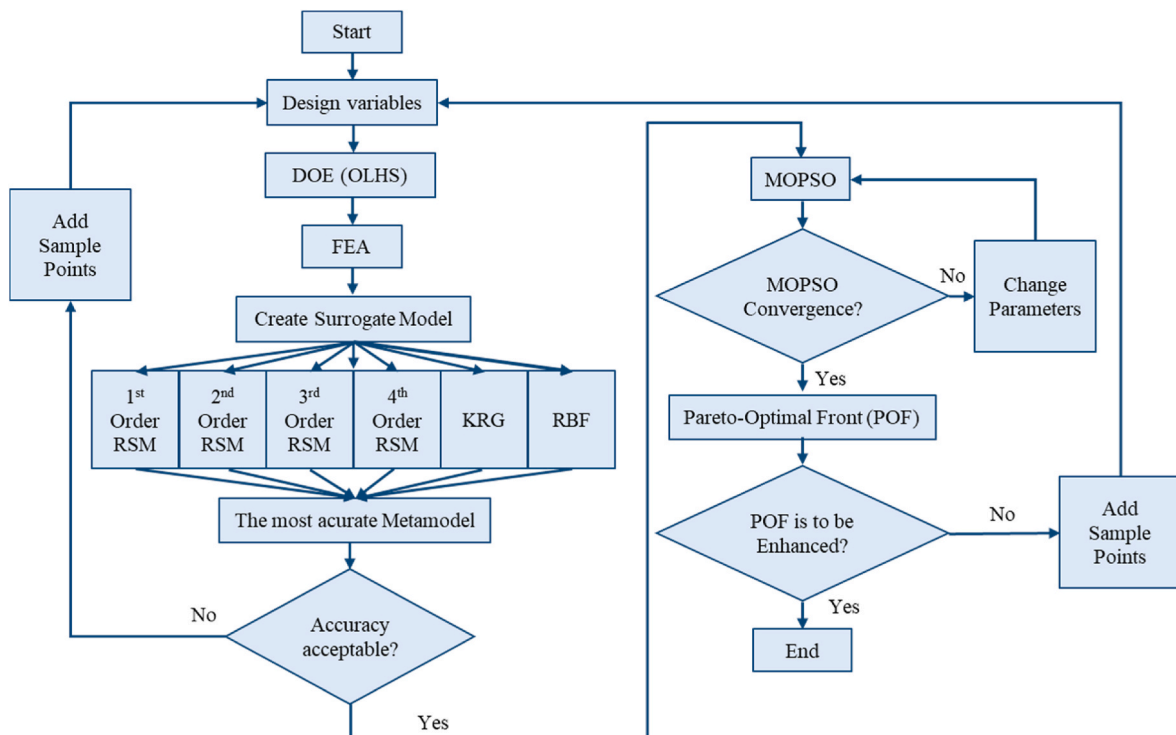 Start
Design variables
DOE (OLHS)
FEA
Create Surrogate Model
1st
Order
RSM
2nd
Order
RSM
3rd
Order
RSM
4th
Order
RSM
KRG
RBF
The most acurate Metamodel
Accuracy
acceptable?
No
Yes
Add
Sample
Points
MOPSO
MOPSO
Convergence?
No
Change
Parameters
Yes
Pareto-Optimal Front (POF)
POF is to be
Enhanced?
No
Add
Sample
Points
Yes
End